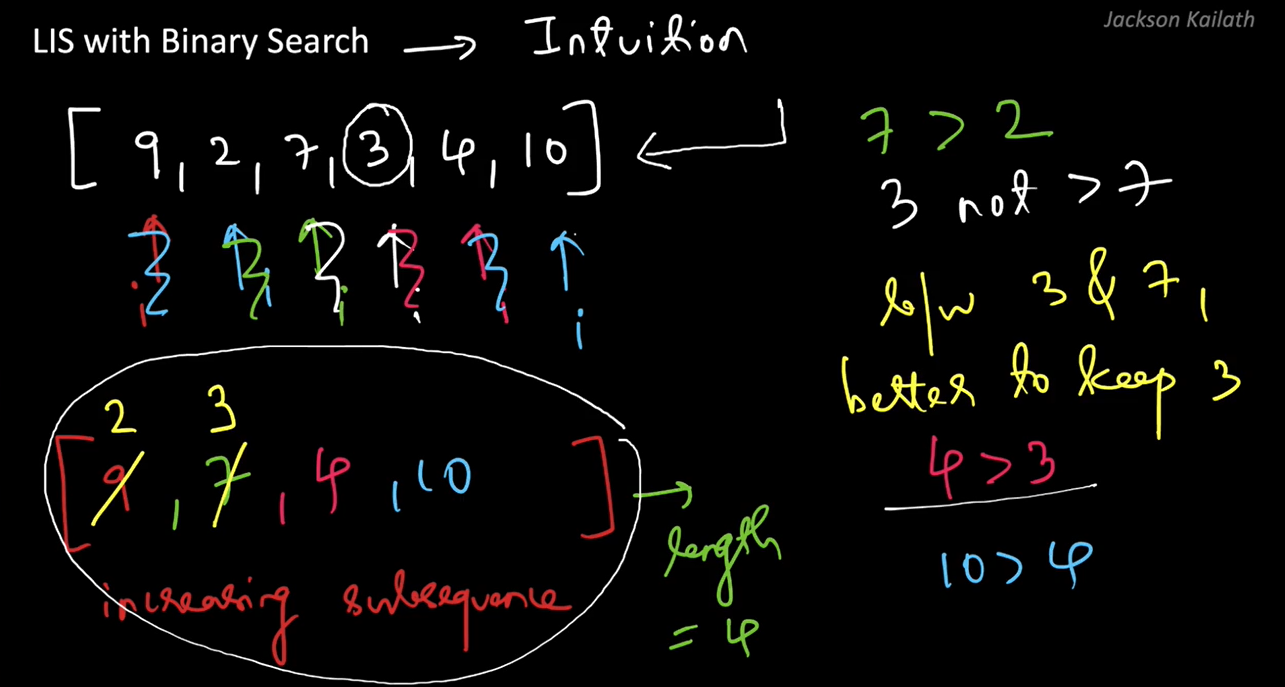 Jackson Kailath
LIS with Binary Search → Intuition
[ 9, 2, 7, 3, 4, 10 ]
i i i i i i
2 3
[ 9, 7, 4, 10 ]
increasing subsequence
length
= 4
7 > 2
3 not > 7
b/w 3 & 7,
better to keep 3
4 > 3
10 > 4